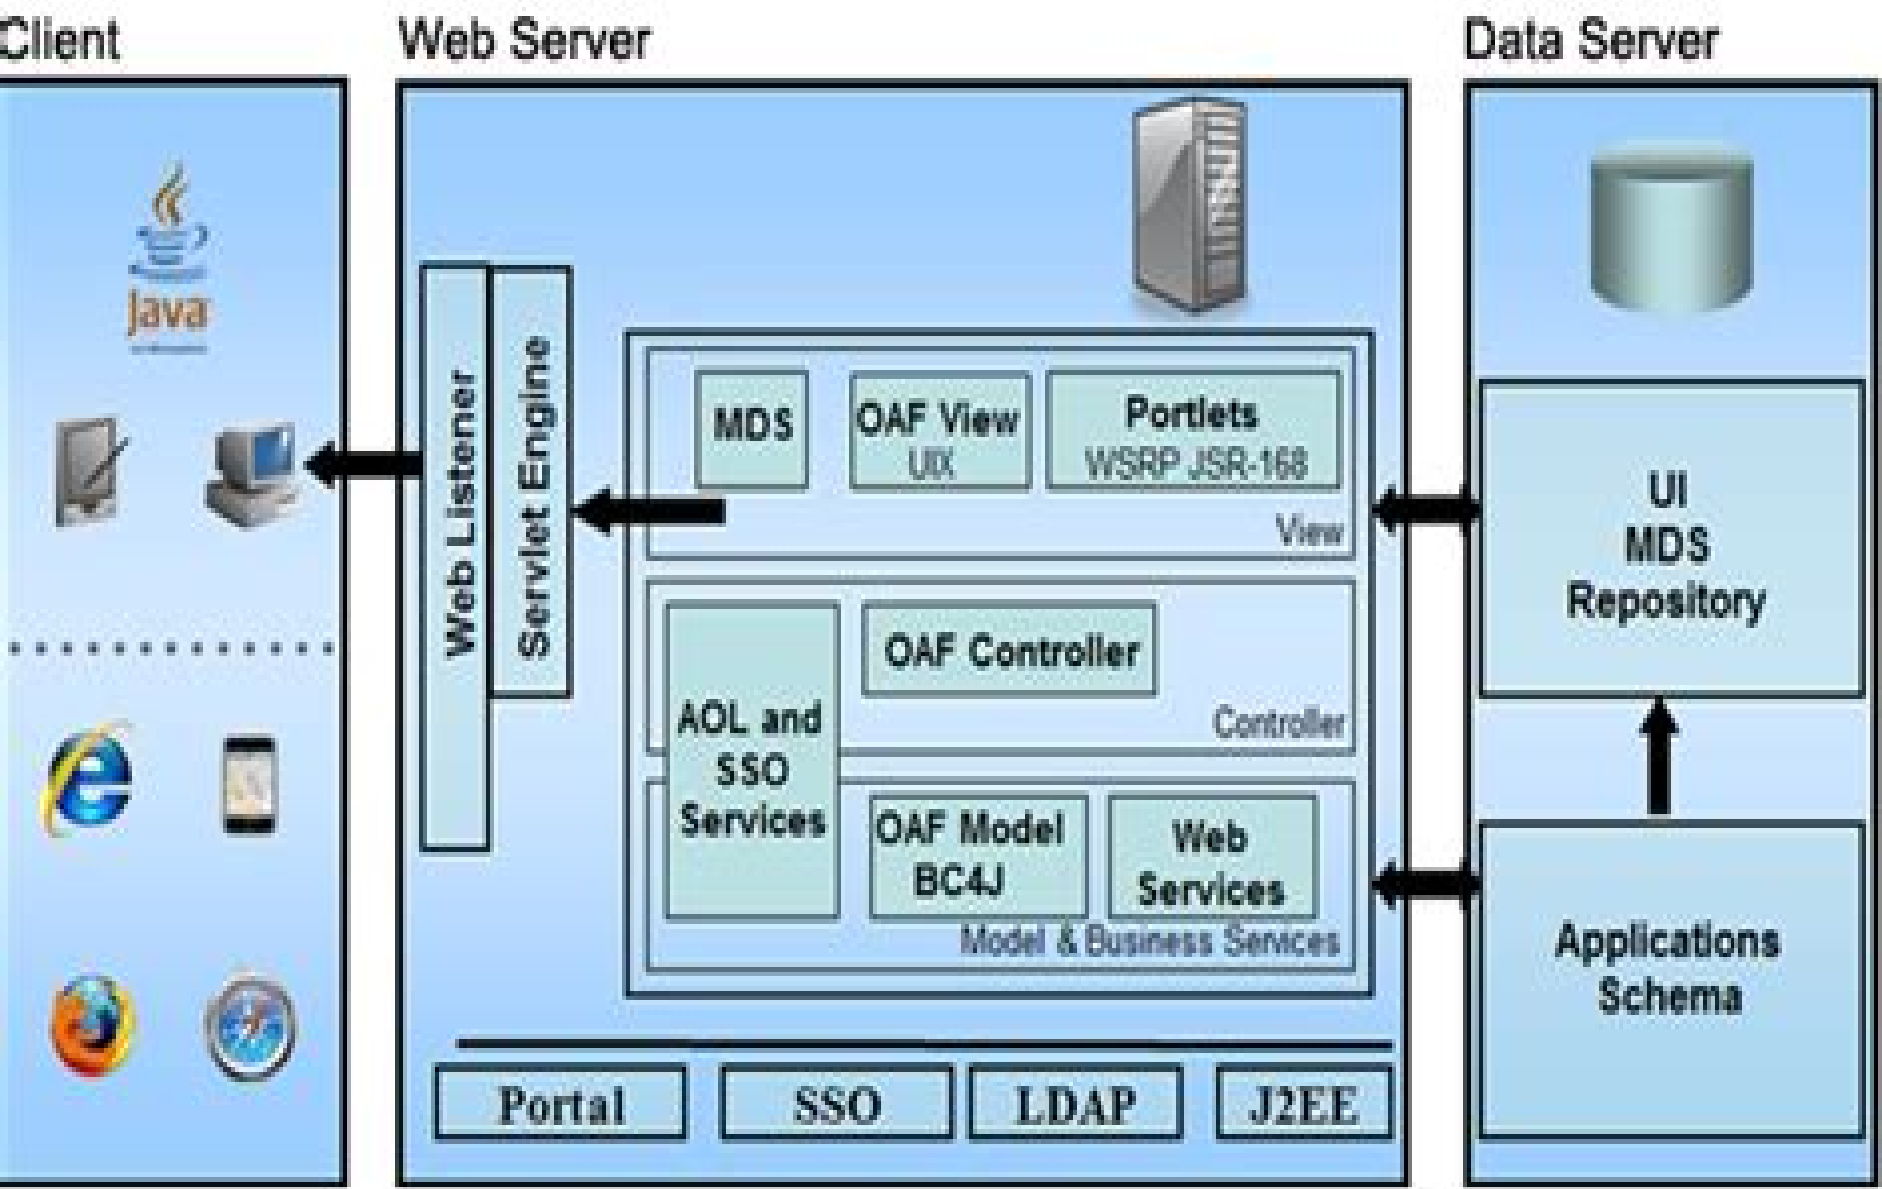 Client
Web Server
Data Server
Java
Web Listener
Servlet Engine
MDS
OAF View
UIX
Portlets
WSRP JSR-168
View
AOL and
SSO
Services
OAF Controller
Controller
OAF Model
BC4J
Web
Services
Model & Business Services
Portal
SSO
LDAP
J2EE
UI
MDS
Repository
Applications
Schema